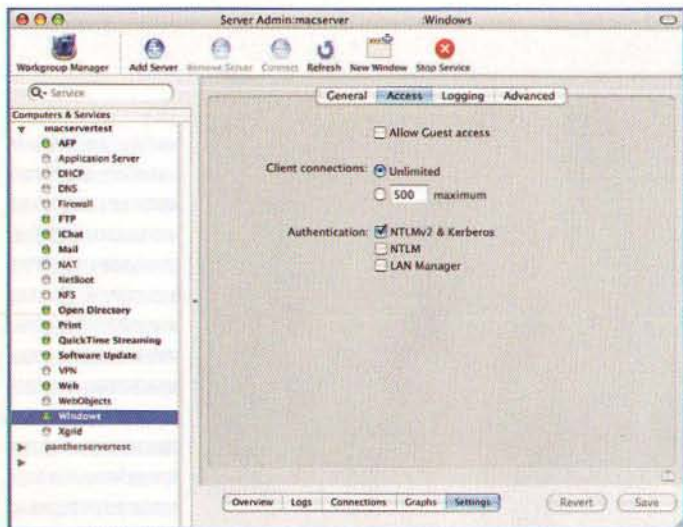 Server Admin:macserver :Windows
Workgroup Manager Add Server Remove Server Connect Refresh New Window Stop Service
Service
General Access Logging Advanced
Computers & Services
macservertest
AFP
Application Server
DHCP
DNS
Firewall
FTP
iChat
Mail
NAT
NetBoot
NFS
Open Directory
Print
QuickTime Streaming
Software Update
VPN
Web
WebObjects
Windows
Xgrid
pantherservertest
Allow Guest access
Client connections: Unlimited
500 maximum
Authentication: NTLMv2 & Kerberos
NTLM
LAN Manager
Overview Logs Connections Graphs Settings Revert Save